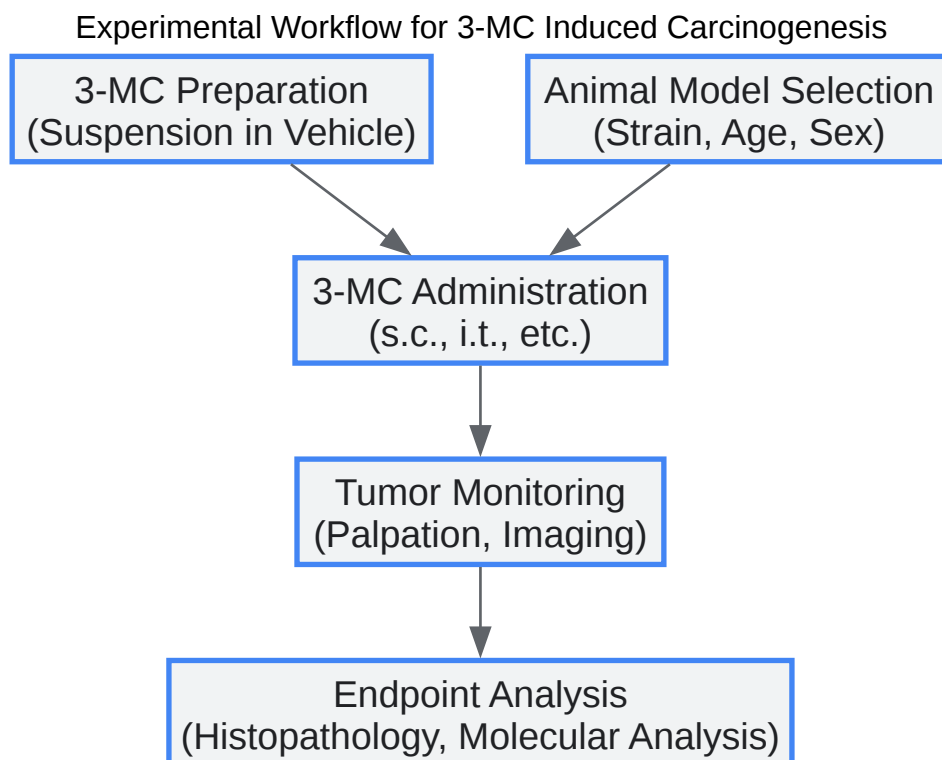 Experimental Workflow for 3-MC Induced Carcinogenesis
3-MC Preparation
(Suspension in Vehicle)
Animal Model Selection
(Strain, Age, Sex)
3-MC Administration
(s.c., i.t., etc.)
Tumor Monitoring
(Palpation, Imaging)
Endpoint Analysis
(Histopathology, Molecular Analysis)